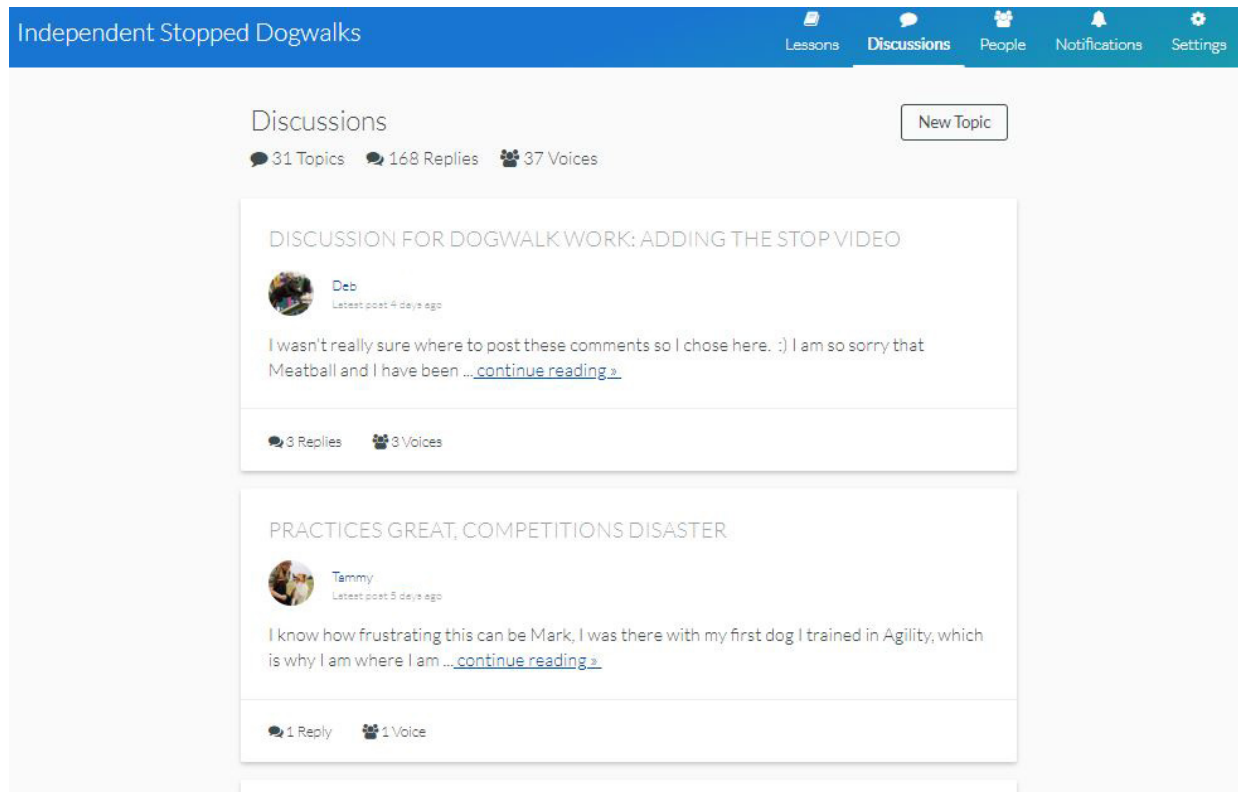 Independent Stopped Dogwalks
Lessons
Discussions
People
Notifications
Settings
Discussions
New Topic
31 Topics 168 Replies 37 Voices
DISCUSSION FOR DOGWALK WORK: ADDING THE STOP VIDEO
Deb
Latest post 4 days ago
I wasn't really sure where to post these comments so I chose here. :) I am so sorry that
Meatball and I have been ... continue reading »
3 Replies 3 Voices
PRACTICES GREAT, COMPETITIONS DISASTER
Tammy
Latest post 5 days ago
I know how frustrating this can be Mark, I was there with my first dog I trained in Agility, which
is why I am where I am ... continue reading »
1 Reply 1 Voice